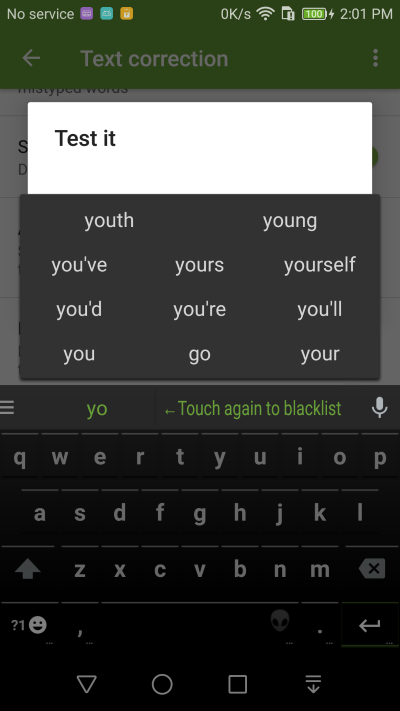 No service 0K/s 100 2:01 PM
Text correction
mistyped words
Test it
youth young
you've yours yourself
you'd you're you'll
you go your
yo ←Touch again to blacklist
q w e r t y u i o p
a s d f g h j k l
z x c v b n m
?1 , ... ... . ... ...